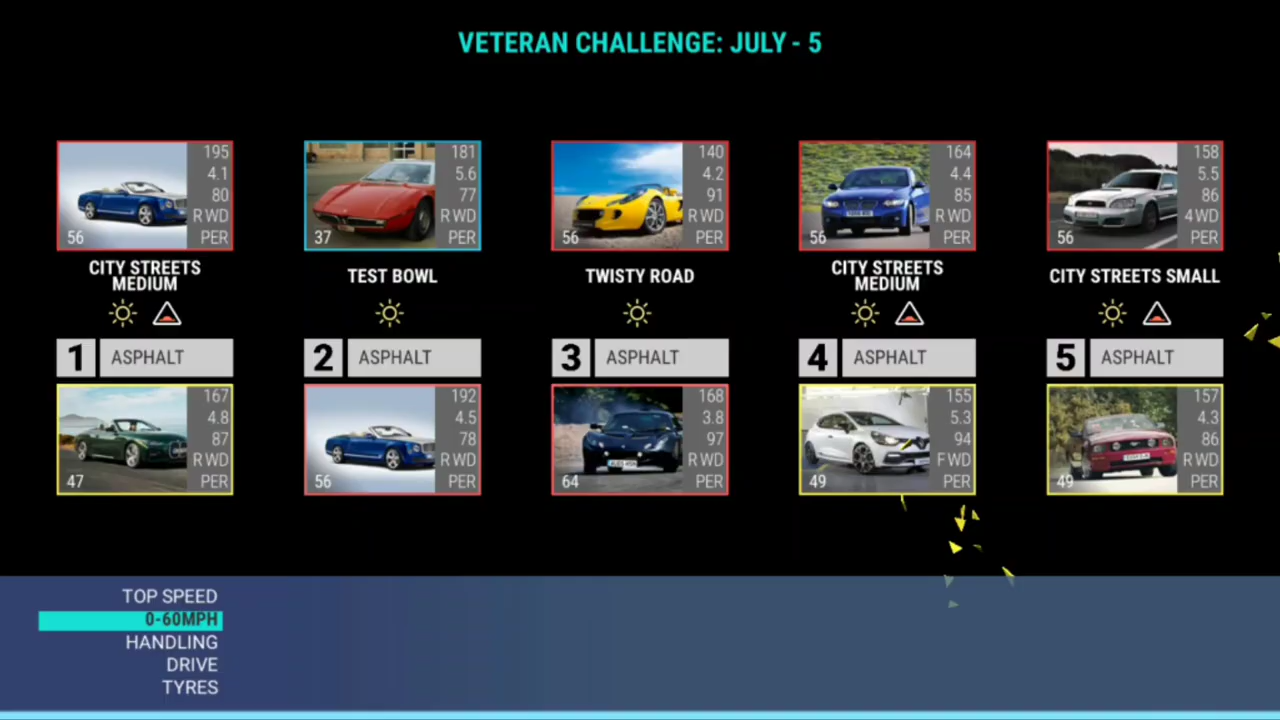 VETERAN CHALLENGE: JULY - 5
195
4.1
80
RWD
56
PER
181
5.6
77
RWD
37
PER
140
4.2
91
RWD
56
PER
164
4.4
85
RWD
56
PER
158
5.5
86
4WD
56
PER
CITY STREETS
MEDIUM
TEST BOWL
TWISTY ROAD
CITY STREETS
MEDIUM
CITY STREETS SMALL
1 ASPHALT
2 ASPHALT
3 ASPHALT
4 ASPHALT
5 ASPHALT
167
4.8
87
RWD
47
PER
192
4.5
78
RWD
56
PER
168
3.8
97
RWD
64
PER
155
5.3
94
FWD
49
PER
157
4.3
86
RWD
49
PER
TOP SPEED
0-60MPH
HANDLING
DRIVE
TYRES